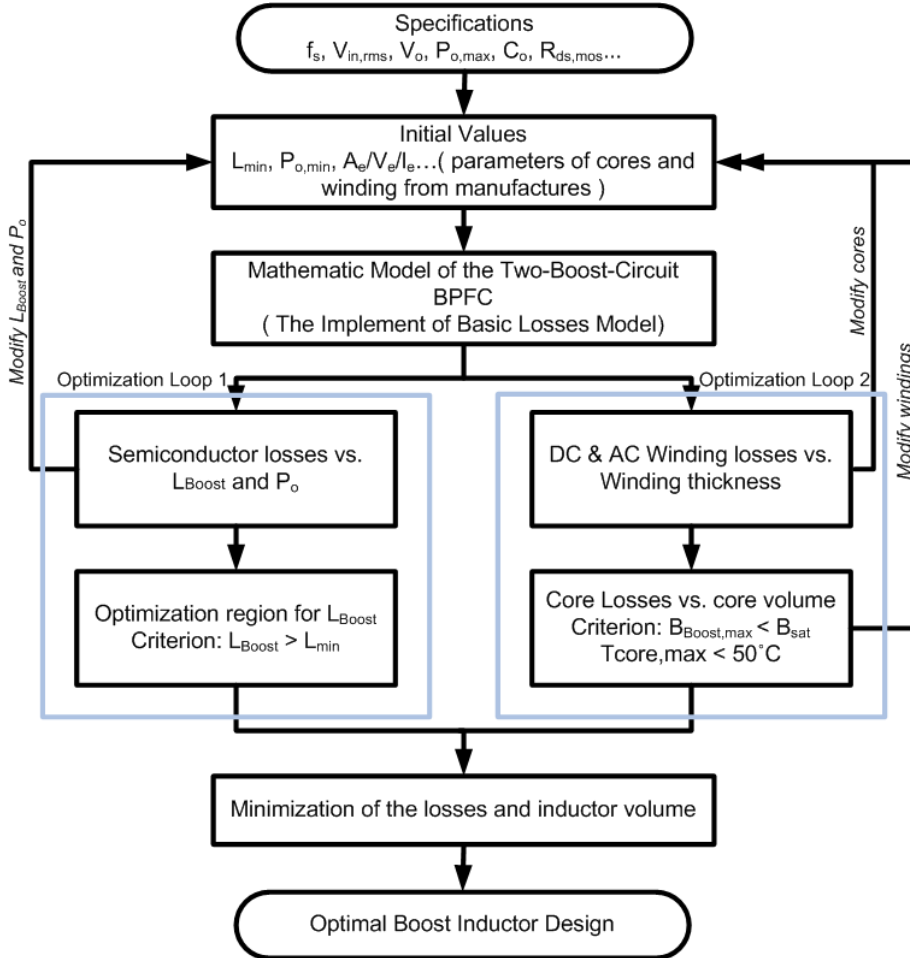 Specifications
fs, Vin,rms, Vo, Po,max, Co, Rds,mos...
Initial Values
Lmin, Po,min, Ae/Ve/le…( parameters of cores and
winding from manufactures )
Mathematic Model of the Two-Boost-Circuit
BPFC
( The Implement of Basic Losses Model)
Modify LBoost and Po
Modify cores
Modify windings
Optimization Loop 1
Optimization Loop 2
Semiconductor losses vs.
LBoost and Po
DC & AC Winding losses vs.
Winding thickness
Optimization region for LBoost
Criterion: LBoost > Lmin
Core Losses vs. core volume
Criterion: BBoost,max < Bsat
Tcore,max < 50°C
Minimization of the losses and inductor volume
Optimal Boost Inductor Design